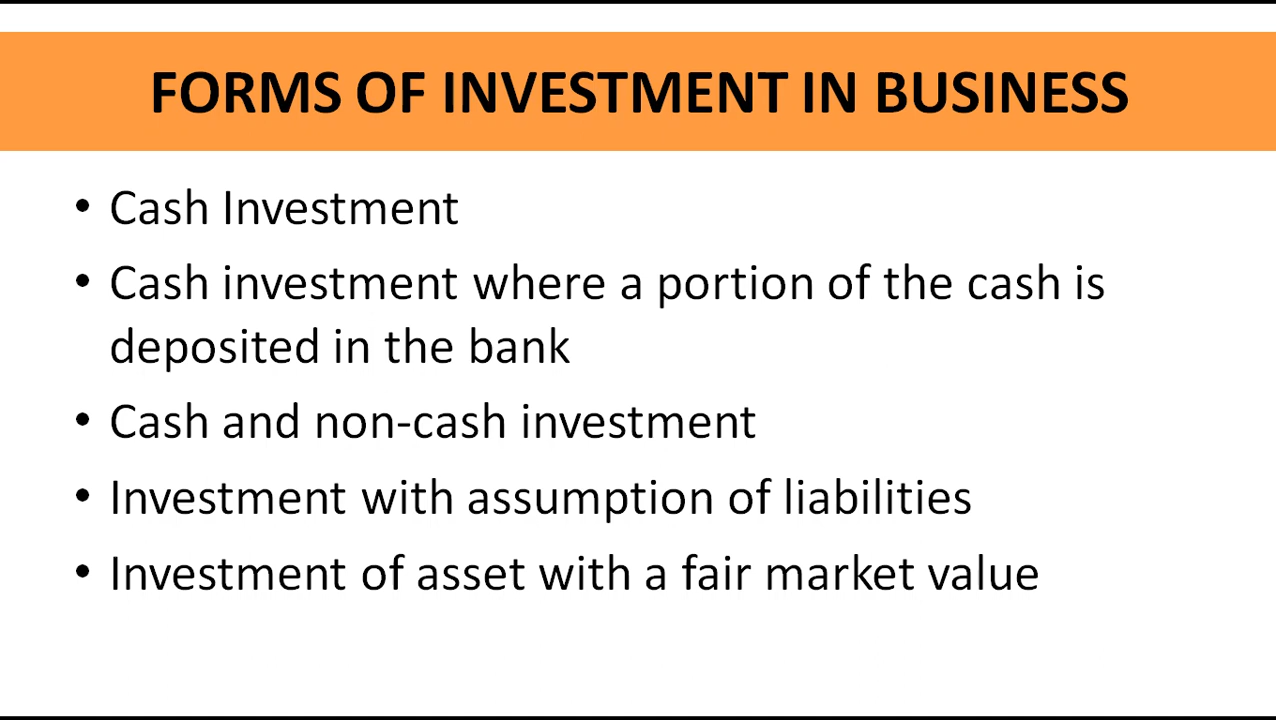 FORMS OF INVESTMENT IN BUSINESS
• Cash Investment
• Cash investment where a portion of the cash is
deposited in the bank
• Cash and non-cash investment
• Investment with assumption of liabilities
• Investment of asset with a fair market value